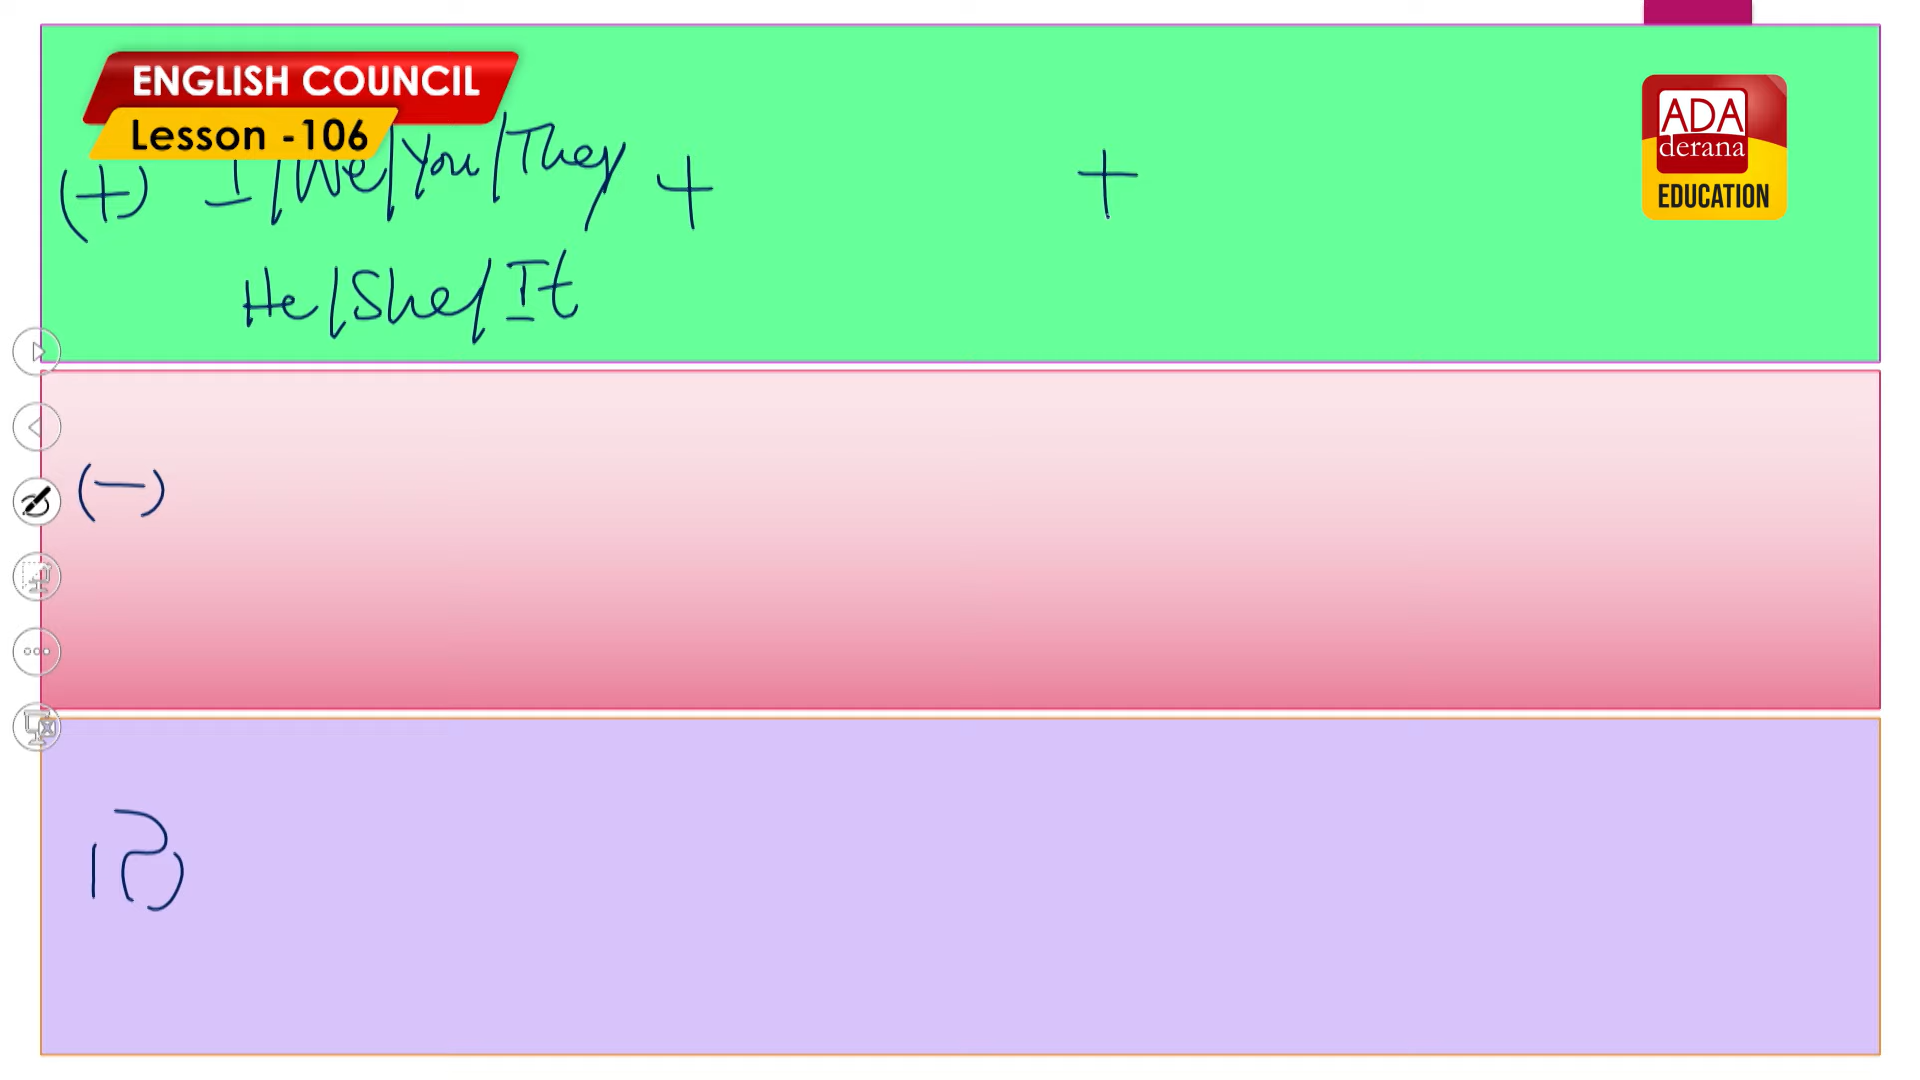 ENGLISH COUNCIL
Lesson -106
ADA
derana
EDUCATION
(+) I/We/You/They + +
He/She/It
(-)
(?)